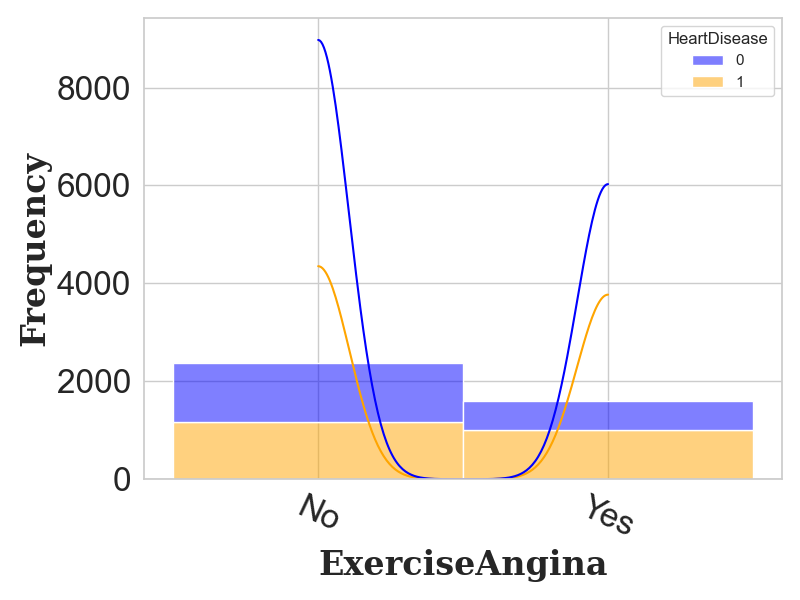 HeartDisease
0
1
8000
6000
4000
2000
0
Frequency
No
Yes
ExerciseAngina